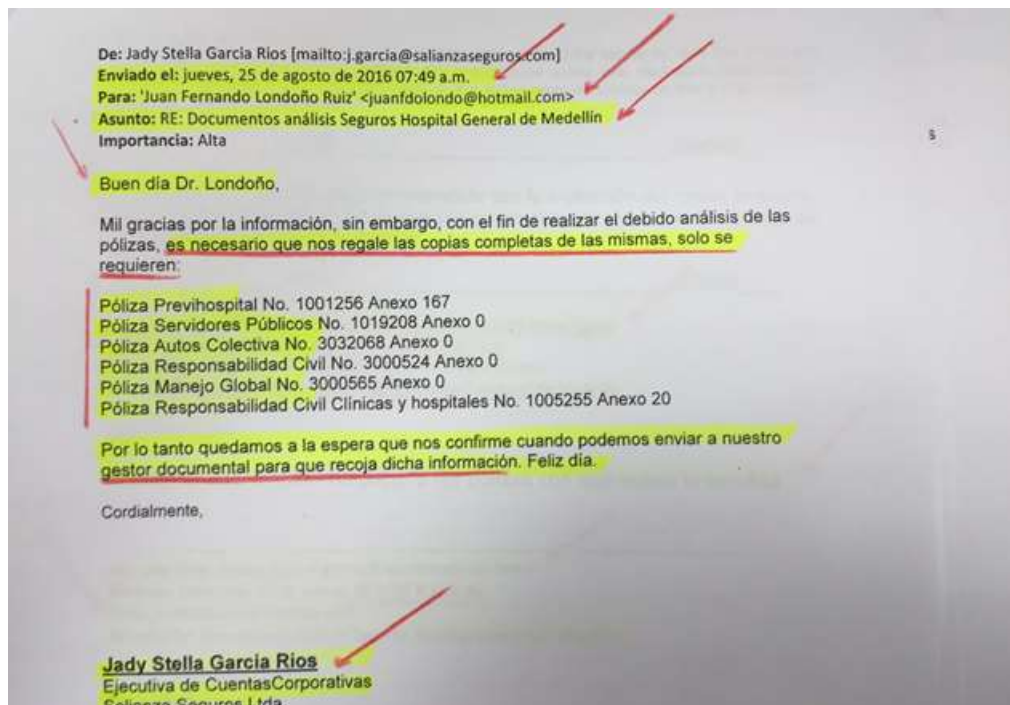 De: Jady Stella Garcia Rios [mailto:j.garcia@salianzaseguros.com]
Enviado el: jueves, 25 de agosto de 2016 07:49 a.m.
Para: 'Juan Fernando Londoño Ruiz' <juanfdolondo@hotmail.com>
Asunto: RE: Documentos análisis Seguros Hospital General de Medellín
Importancia: Alta
s
Buen día Dr. Londoño,
Mil gracias por la información, sin embargo, con el fin de realizar el debido análisis de las
pólizas, es necesario que nos regale las copias completas de las mismas, solo se
requieren:
Póliza Previhospital No. 1001256 Anexo 167
Póliza Servidores Públicos No. 1019208 Anexo 0
Póliza Autos Colectiva No. 3032068 Anexo 0
Póliza Responsabilidad Civil No. 3000524 Anexo 0
Póliza Manejo Global No. 3000565 Anexo 0
Póliza Responsabilidad Civil Clínicas y hospitales No. 1005255 Anexo 20
Por lo tanto quedamos a la espera que nos confirme cuando podemos enviar a nuestro
gestor documental para que recoja dicha información. Feliz día.
Cordialmente,
Jady Stella Garcia Rios
Ejecutiva de CuentasCorporativas
Salianza Seguros Ltda